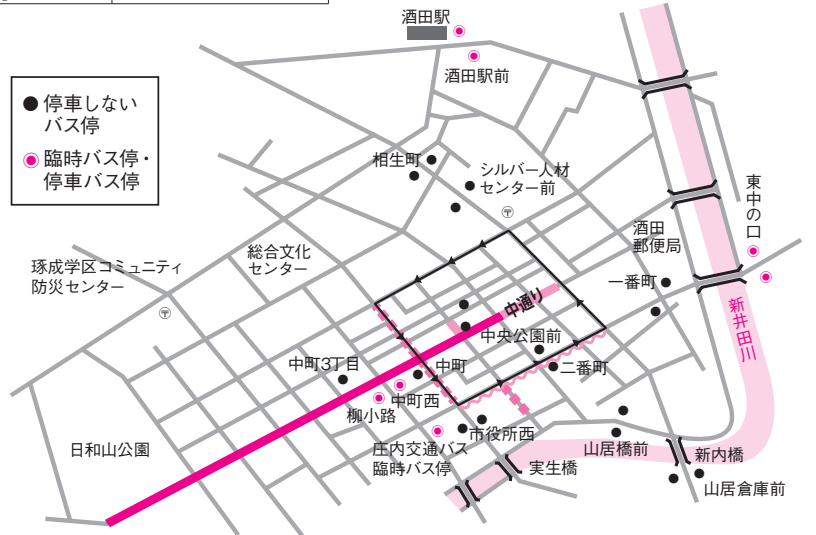 停車しない
バス停
臨時バス停・
停車バス停
酒田駅
酒田駅前
相生町
シルバー人材
センター前
〒
東中の口
酒田
郵便局
総合文化
センター
琢成学区コミュニティ
防災センター
〒
一番町
新井田川
中通り
中央公園前
中町3丁目
中町
二番町
中町西
柳小路
市役所西
庄内交通バス
臨時バス停
日和山公園
山居橋前
新内橋
実生橋
山居倉庫前